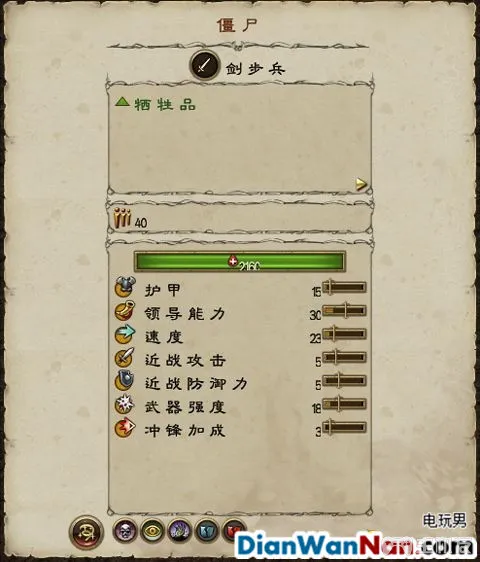 僵尸
剑步兵
牺牲品
40
2160
护甲 15
领导能力 30
速度 23
近战攻击 5
近战防御力 5
武器强度 18
冲锋加成 3
电玩男
DianWanNan.com